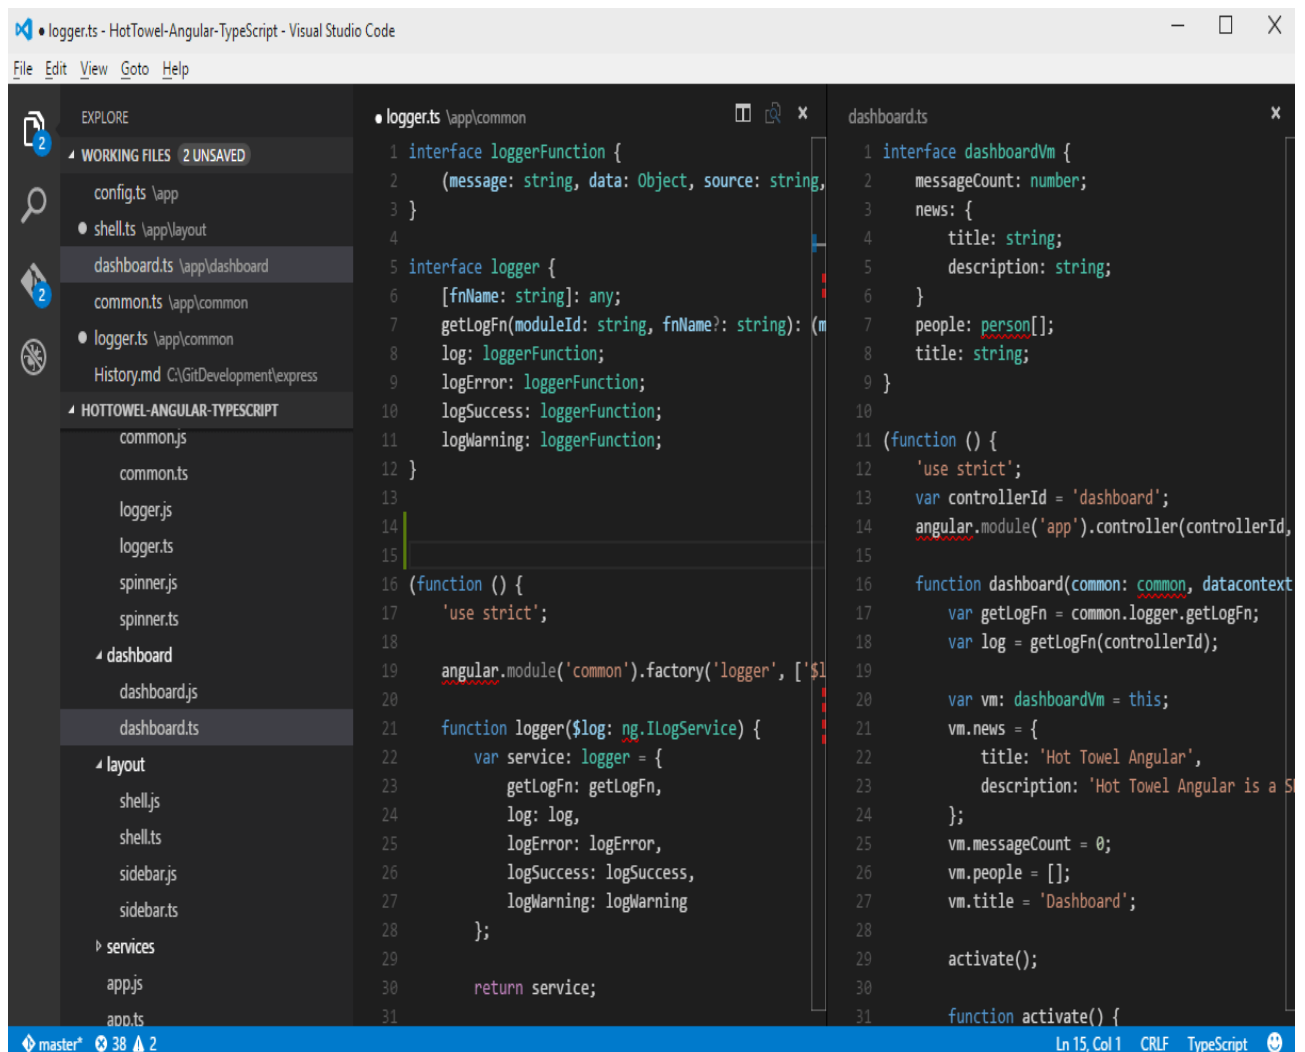 ● logger.ts - HotTowel-Angular-TypeScript - Visual Studio Code
File Edit View Goto Help
2
2
EXPLORE
WORKING FILES 2 UNSAVED
config.ts \app
● shell.ts \app\layout
dashboard.ts \app\dashboard
common.ts \app\common
● logger.ts \app\common
History.md C:\GitDevelopment\express
HOTTOWEL-ANGULAR-TYPESCRIPT
common.js
common.ts
logger.js
logger.ts
spinner.js
spinner.ts
dashboard
dashboard.js
dashboard.ts
layout
shell.js
shell.ts
sidebar.js
sidebar.ts
services
app.js
app.ts
● logger.ts \app\common
1 interface loggerFunction {
2 (message: string, data: Object, source: string,
3 }
4
5 interface logger {
6 [fnName: string]: any;
7 getLogFn(moduleId: string, fnName?: string): (m
8 log: loggerFunction;
9 logError: loggerFunction;
10 logSuccess: loggerFunction;
11 logWarning: loggerFunction;
12 }
13
14
15
16 (function () {
17 'use strict';
18
19 angular.module('common').factory('logger', ['$l
20
21 function logger($log: ng.ILogService) {
22 var service: logger = {
23 getLogFn: getLogFn,
24 log: log,
25 logError: logError,
26 logSuccess: logSuccess,
27 logWarning: logWarning
28 };
29
30 return service;
31
dashboard.ts
1 interface dashboardVm {
2 messageCount: number;
3 news: {
4 title: string;
5 description: string;
6 }
7 people: person[];
8 title: string;
9 }
10
11 (function () {
12 'use strict';
13 var controllerId = 'dashboard';
14 angular.module('app').controller(controllerId,
15
16 function dashboard(common: common, datacontext
17 var getLogFn = common.logger.getLogFn;
18 var log = getLogFn(controllerId);
19
20 var vm: dashboardVm = this;
21 vm.news = {
22 title: 'Hot Towel Angular',
23 description: 'Hot Towel Angular is a S
24 };
25 vm.messageCount = 0;
26 vm.people = [];
27 vm.title = 'Dashboard';
28
29 activate();
30
31 function activate() {
master* 38 2
Ln 15, Col 1 CRLF TypeScript